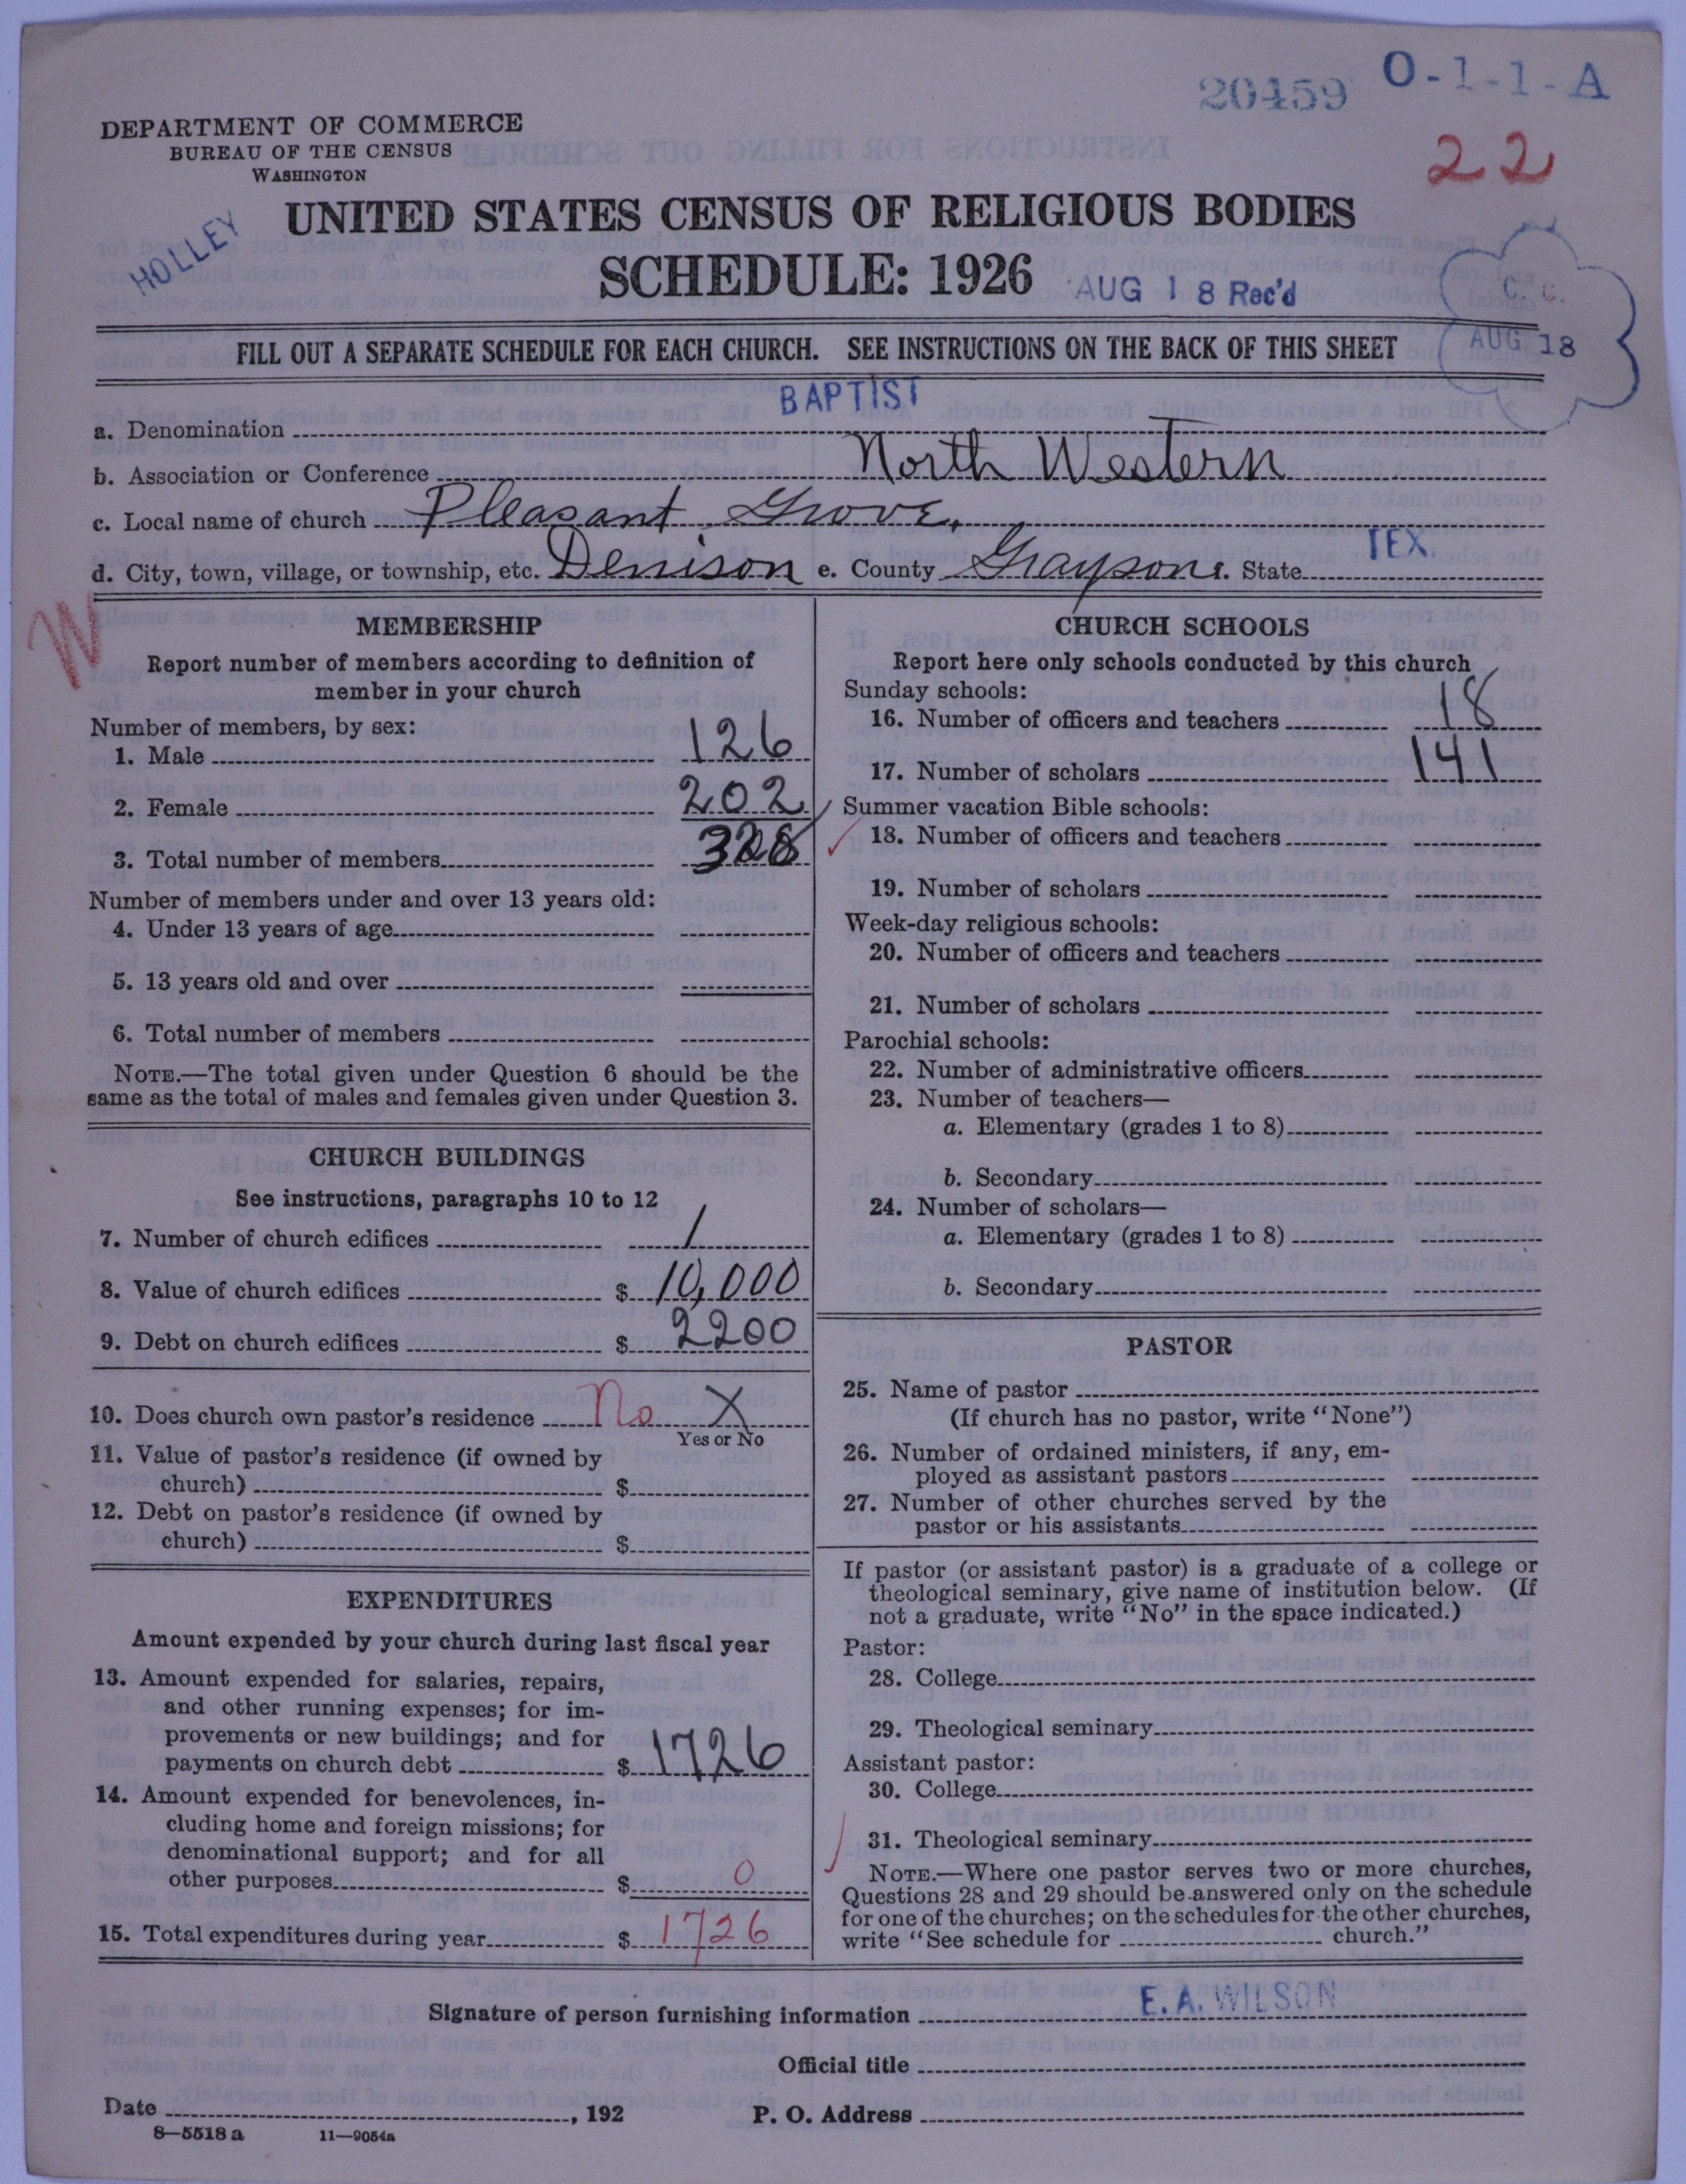 20459 O-1-1-A
22
DEPARTMENT OF COMMERCE
BUREAU OF THE CENSUS
WASHINGTON
HOLLEY
UNITED STATES CENSUS OF RELIGIOUS BODIES
SCHEDULE: 1926 AUG 18 Rec'd
C. C.
AUG 18
FILL OUT A SEPARATE SCHEDULE FOR EACH CHURCH. SEE INSTRUCTIONS ON THE BACK OF THIS SHEET
a. Denomination BAPTIST
b. Association or Conference North Western
c. Local name of church Pleasant Grove.
d. City, town, village, or township, etc. Denison e. County Grayson f. State TEX
W
MEMBERSHIP
Report number of members according to definition of
member in your church
Number of members, by sex:
1. Male 126
2. Female 202
3. Total number of members 328
Number of members under and over 13 years old:
4. Under 13 years of age
5. 13 years old and over
6. Total number of members
NOTE.—The total given under Question 6 should be the
same as the total of males and females given under Question 3.
CHURCH BUILDINGS
See instructions, paragraphs 10 to 12
7. Number of church edifices 1
8. Value of church edifices $ 10,000
9. Debt on church edifices $ 2200
10. Does church own pastor's residence No X
Yes or No
11. Value of pastor's residence (if owned by
church) $
12. Debt on pastor's residence (if owned by
church) $
EXPENDITURES
Amount expended by your church during last fiscal year
13. Amount expended for salaries, repairs,
and other running expenses; for im-
provements or new buildings; and for
payments on church debt $ 1726
14. Amount expended for benevolences, in-
cluding home and foreign missions; for
denominational support; and for all
other purposes $ 0
15. Total expenditures during year $ 1726
CHURCH SCHOOLS
Report here only schools conducted by this church
Sunday schools:
16. Number of officers and teachers 18
17. Number of scholars 141
Summer vacation Bible schools:
18. Number of officers and teachers
19. Number of scholars
Week-day religious schools:
20. Number of officers and teachers
21. Number of scholars
Parochial schools:
22. Number of administrative officers
23. Number of teachers—
a. Elementary (grades 1 to 8)
b. Secondary
24. Number of scholars—
a. Elementary (grades 1 to 8)
b. Secondary
PASTOR
25. Name of pastor
(If church has no pastor, write "None")
26. Number of ordained ministers, if any, em-
ployed as assistant pastors
27. Number of other churches served by the
pastor or his assistants
If pastor (or assistant pastor) is a graduate of a college or
theological seminary, give name of institution below. (If
not a graduate, write "No" in the space indicated.)
Pastor:
28. College
29. Theological seminary
Assistant pastor:
30. College
31. Theological seminary
NOTE.—Where one pastor serves two or more churches,
Questions 28 and 29 should be answered only on the schedule
for one of the churches; on the schedules for the other churches,
write "See schedule for church."
Signature of person furnishing information E. A. WILSON
Official title
Date , 192 P. O. Address
8—5518 a 11—9054a